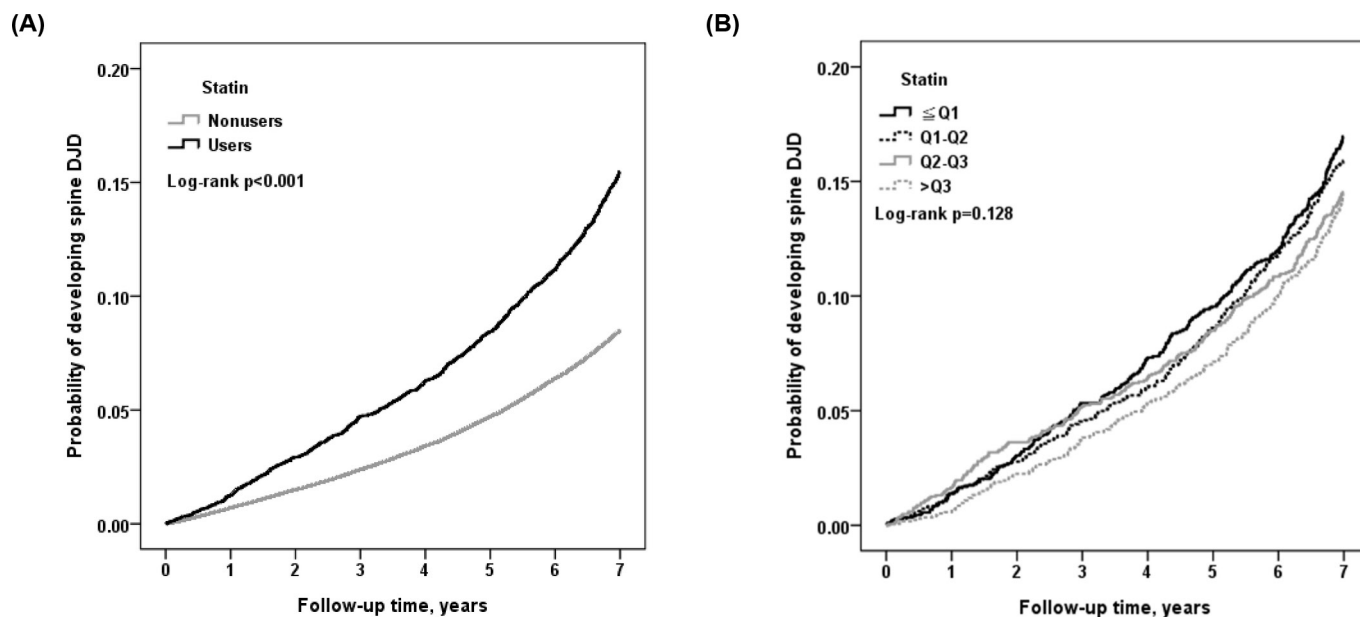 (A)
Probability of developing spine DJD
0.20
0.15
0.10
0.05
0.00
Statin
Nonusers
Users
Log-rank p<0.001
0 1 2 3 4 5 6 7
Follow-up time, years
(B)
Probability of developing spine DJD
0.20
0.15
0.10
0.05
0.00
Statin
≦Q1
Q1-Q2
Q2-Q3
>Q3
Log-rank p=0.128
0 1 2 3 4 5 6 7
Follow-up time, years